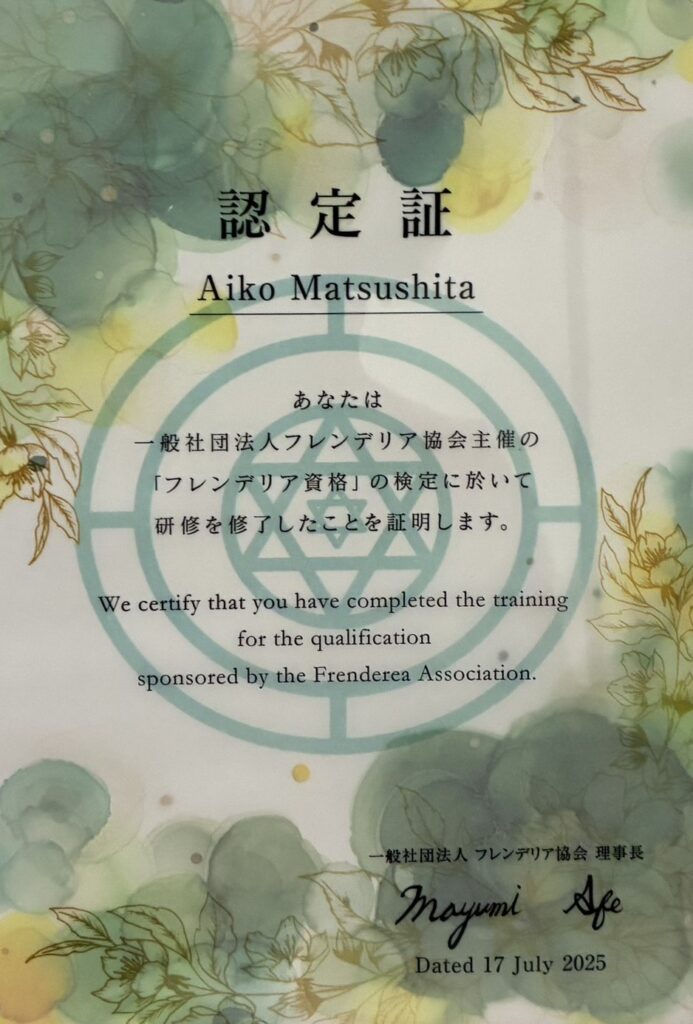 認定証
Aiko Matsushita
あなたは
一般社団法人フレンデリア協会主催の
「フレンデリア資格」の検定に於いて
研修を修了したことを証明します。
We certify that you have completed the training
for the qualification
sponsored by the Frenderea Association.
一般社団法人 フレンデリア協会 理事長
Mayumi
Dated 17 July 2025